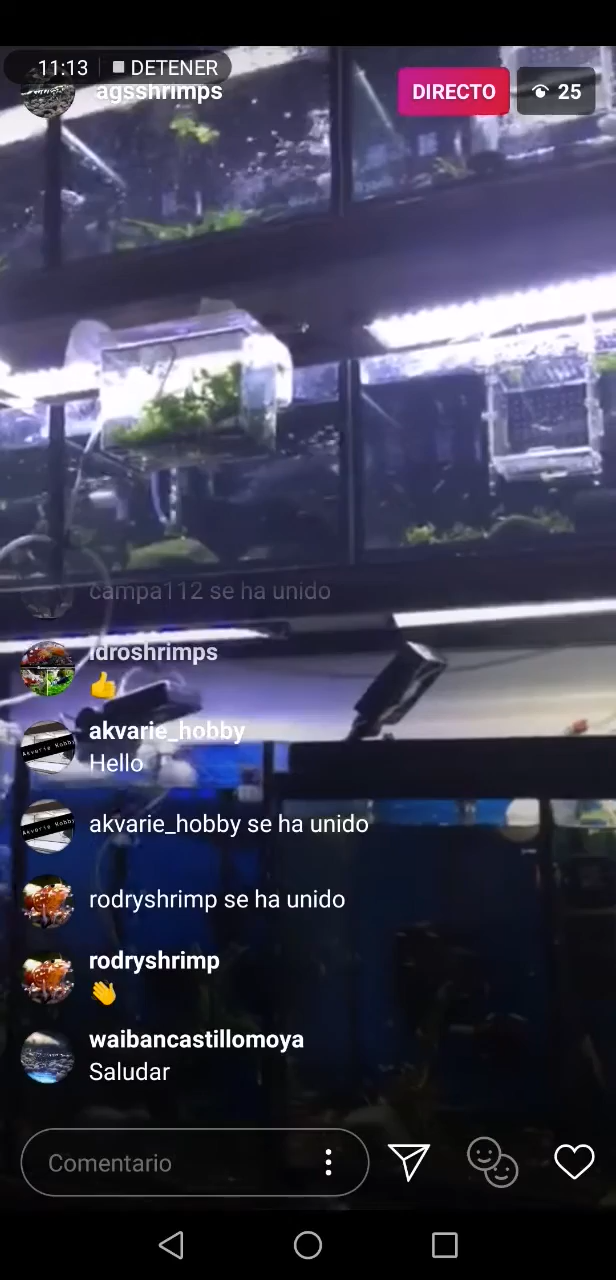 11:13 DETENER
agsshrimps
DIRECTO
25
campa112 se ha unido
idroshrimps
👍
akvarie_hobby
Hello
akvarie_hobby se ha unido
rodryshrimp se ha unido
rodryshrimp
👋
waibancastillomoya
Saludar
Comentario